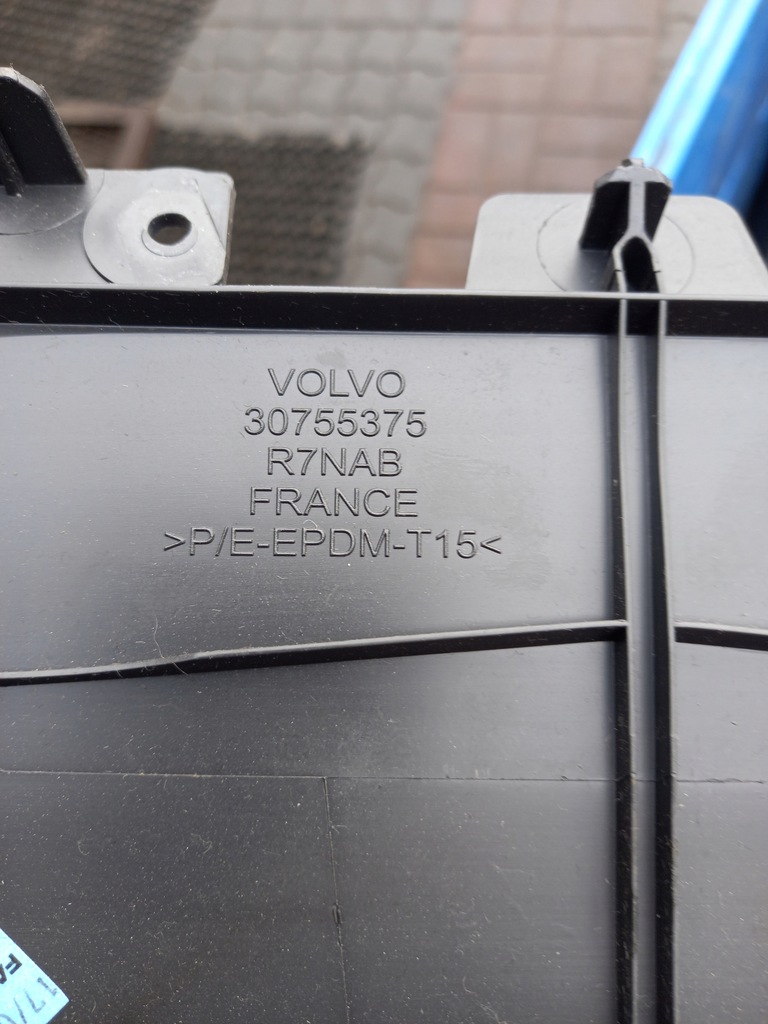 VOLVO
30755375
R7NAB
FRANCE
>P/E-EPDM-T15<